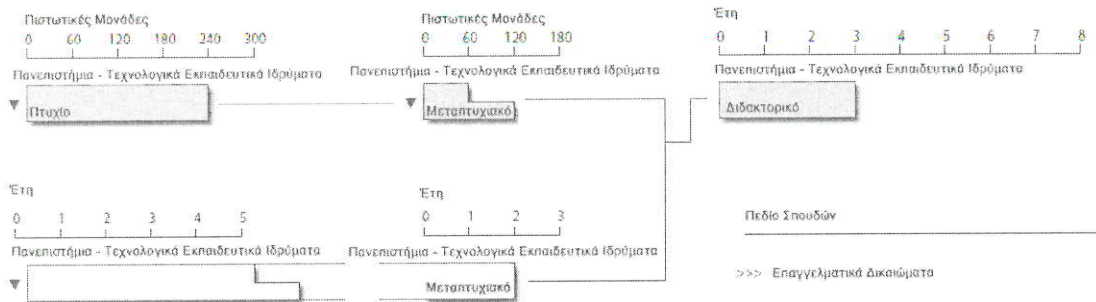 Πιστωτικές Μονάδες
0 60 120 180 240 300
Πανεπιστήμια - Τεχνολογικά Εκπαιδευτικά Ιδρύματα
Πτυχίο
Πιστωτικές Μονάδες
0 60 120 180
Πανεπιστήμια - Τεχνολογικά Εκπαιδευτικά Ιδρύματα
Μεταπτυχιακό
Έτη
0 1 2 3 4 5 6 7 8
Πανεπιστήμια - Τεχνολογικά Εκπαιδευτικά Ιδρύματα
Διδακτορικό
Έτη
0 1 2 3 4 5
Πανεπιστήμια - Τεχνολογικά Εκπαιδευτικά Ιδρύματα
Έτη
0 1 2 3
Πανεπιστήμια - Τεχνολογικά Εκπαιδευτικά Ιδρύματα
Μεταπτυχιακό
Πεδίο Σπουδών
>>> Επαγγελματικά Δικαιώματα